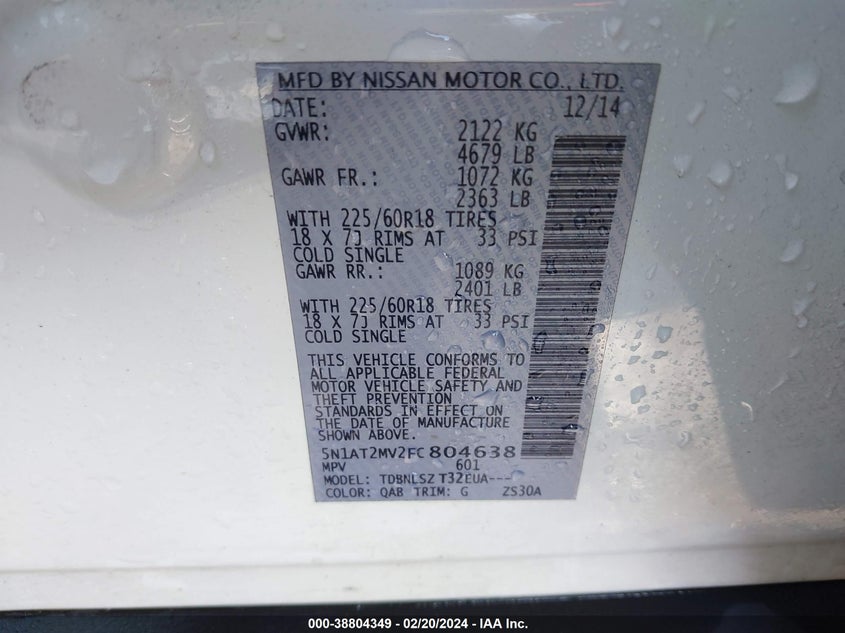 MFD BY NISSAN MOTOR CO., LTD.
DATE: 12/14
GVWR: 2122 KG
4679 LB
GAWR FR.: 1072 KG
2363 LB
WITH 225/60R18 TIRES
18 X 7J RIMS AT 33 PSI
COLD SINGLE
GAWR RR.: 1089 KG
2401 LB
WITH 225/60R18 TIRES
18 X 7J RIMS AT 33 PSI
COLD SINGLE
THIS VEHICLE CONFORMS TO
ALL APPLICABLE FEDERAL
MOTOR VEHICLE SAFETY AND
THEFT PREVENTION
STANDARDS IN EFFECT ON
THE DATE OF MANUFACTURE
SHOWN ABOVE.
5N1AT2MV2FC804638
MPV 601
MODEL: TDBNLSZ T32EUA---
COLOR: QAB TRIM: G ZS30A
000-38804349 - 02/20/2024 - IAA Inc.